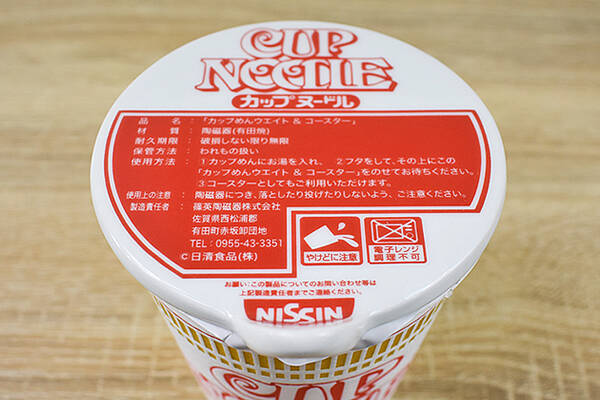 CUP
NOODLE
カップヌードル
品名：「カップめんウエイト & コースター」
材質：陶磁器(有田焼)
耐久期限：破損しない限り無限
保管方法：われもの扱い
使用方法：①カップめんにお湯を入れ、 ②フタをして、その上にこの
「カップめんウエイト & コースター」をのせてお待ちください。
③コースターとしてもご利用いただけます。
使用上の注意：陶磁器につき、落としたり投げたりしないよう、ご注意ください。
製造責任者：篠英陶磁器株式会社
佐賀県西松浦郡
有田町赤坂卸団地
TEL：0955-43-3351
©日清食品(株)
やけどに注意
電子レンジ
調理不可
お願い：この製品についてのお問い合わせ等は
上記製造責任者までご連絡ください。
NISSIN
CUP